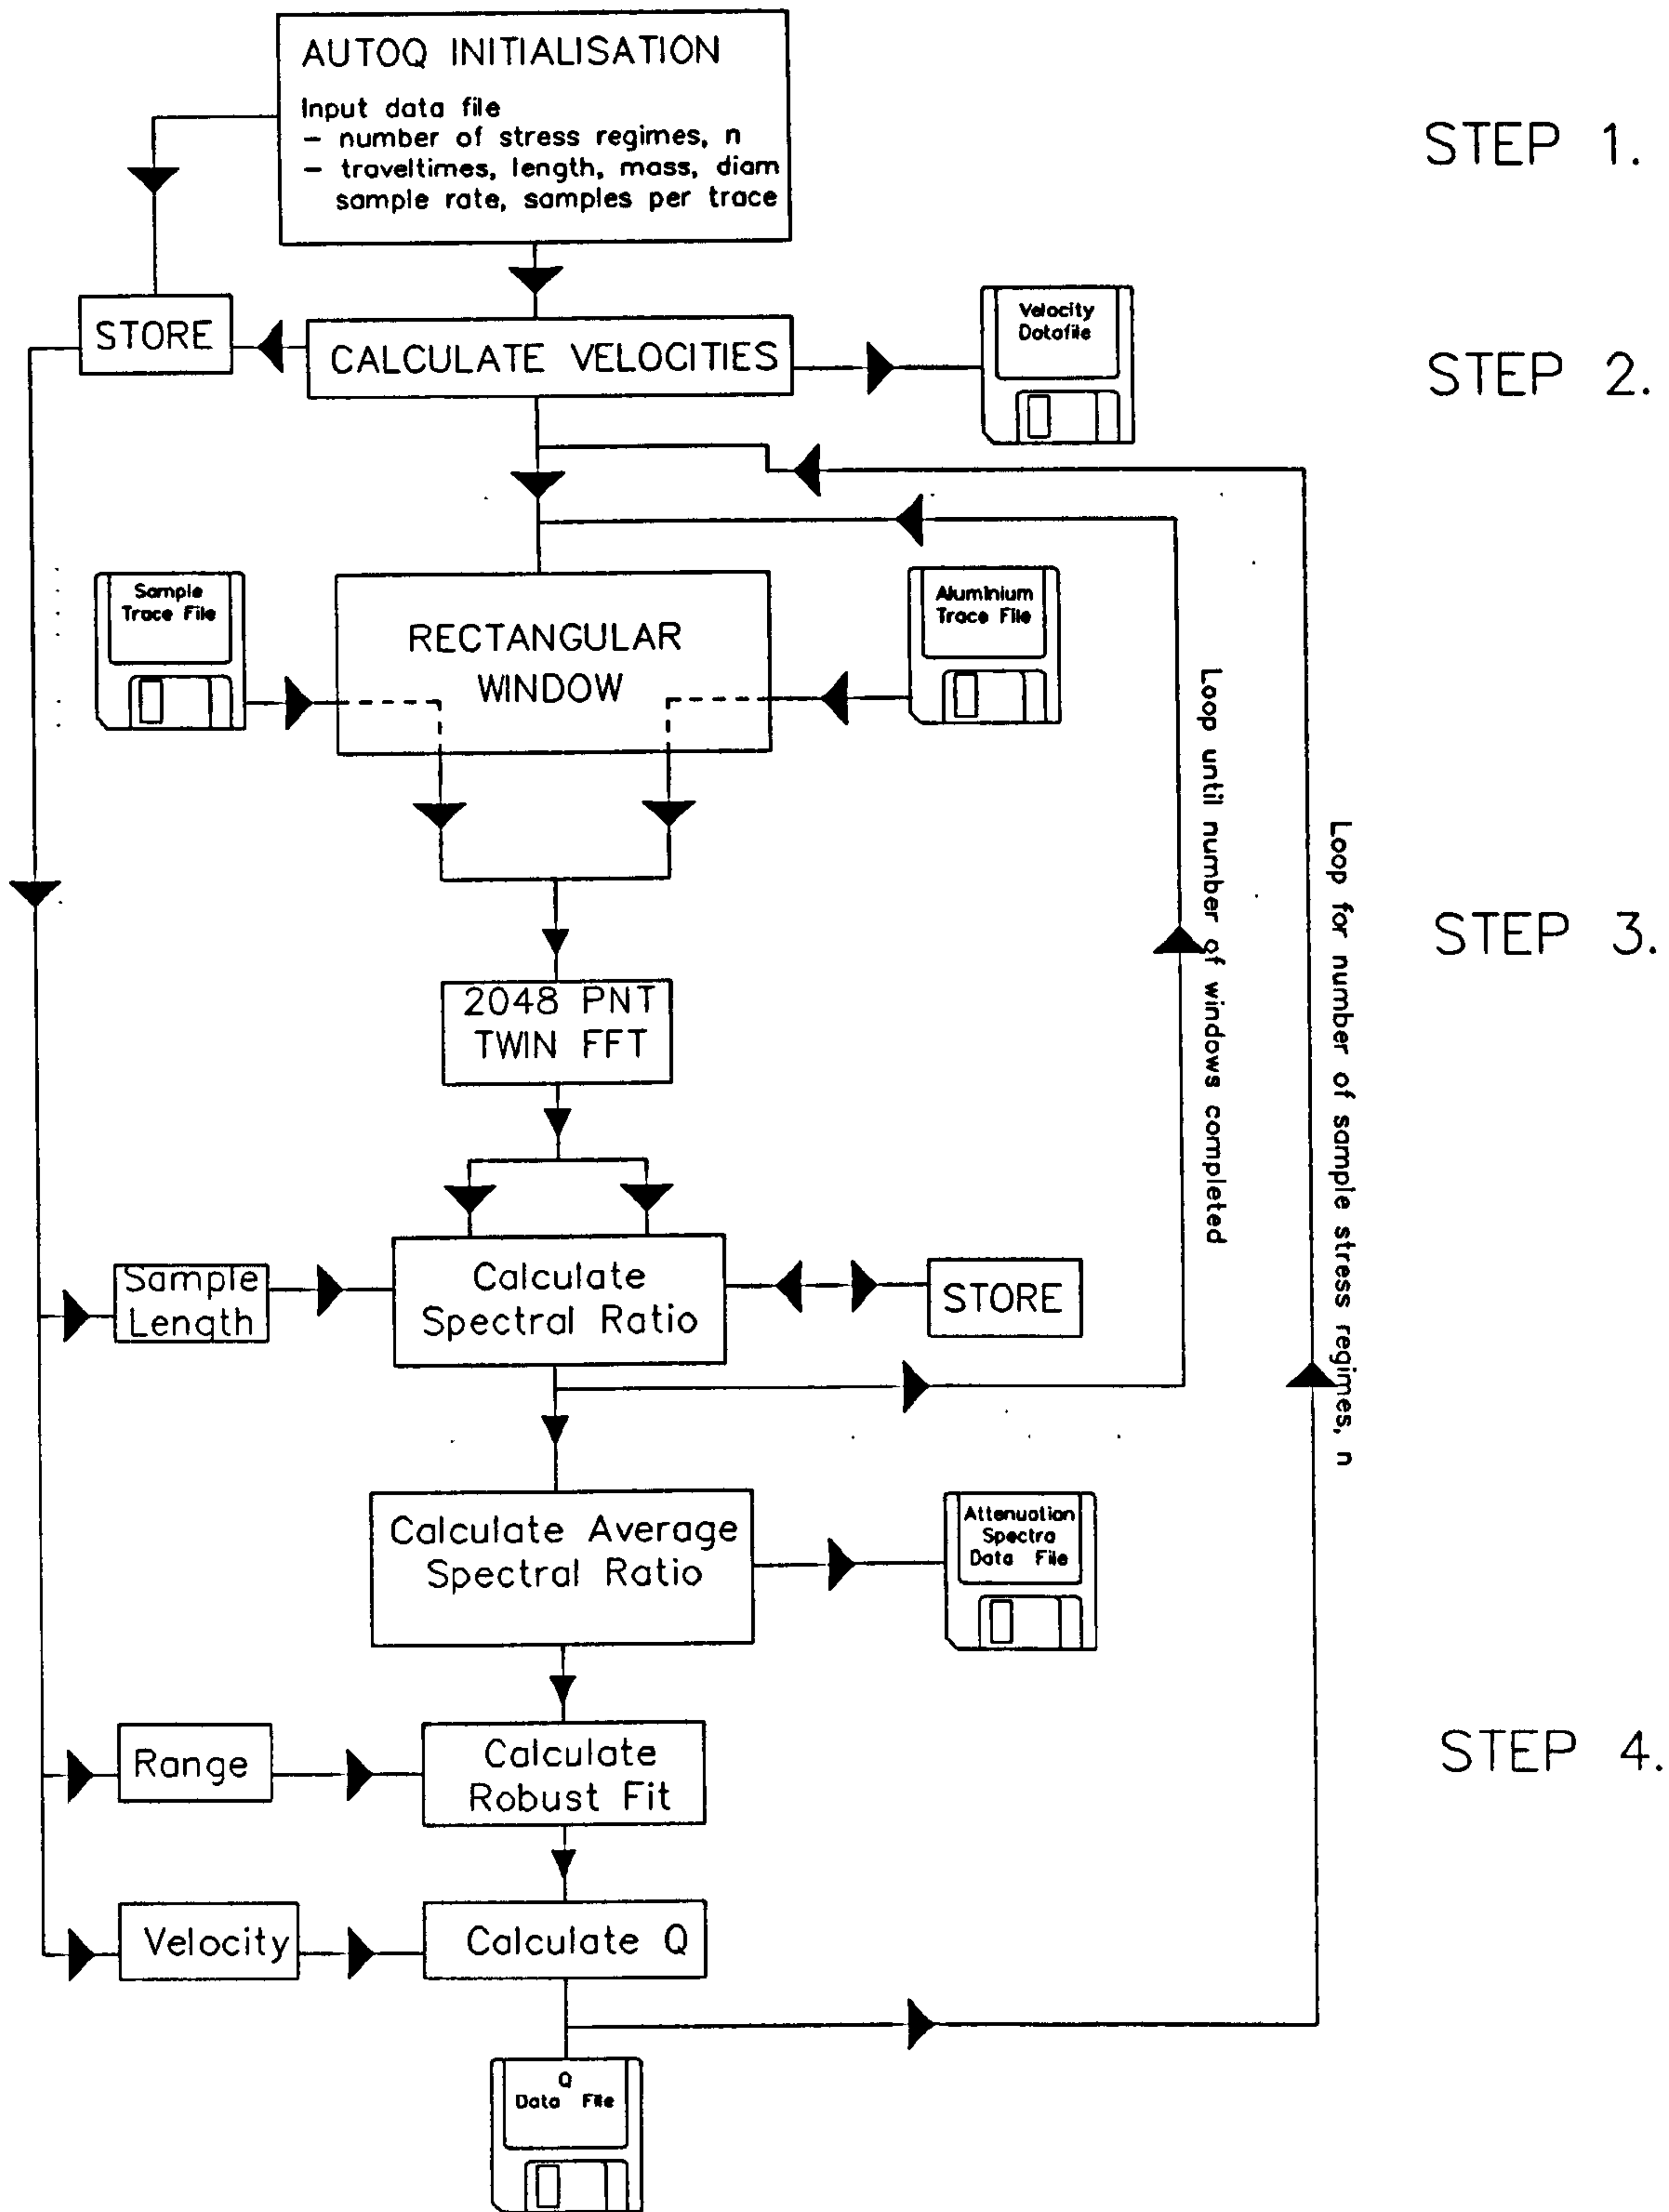 AUTOQ INITIALISATION
Input data file
– number of stress regimes, n
– traveltimes, length, mass, diam
sample rate, samples per trace
STEP 1.
STORE
CALCULATE VELOCITIES
Velocity
Datafile
STEP 2.
Sample
Trace File
RECTANGULAR
WINDOW
Aluminium
Trace File
Loop until number of windows completed
Loop for number of sample stress regimes, n
STEP 3.
2048 PNT
TWIN FFT
Sample
Length
Calculate
Spectral Ratio
STORE
Calculate Average
Spectral Ratio
Attenuation
Spectra
Data File
Range
Calculate
Robust Fit
STEP 4.
Velocity
Calculate Q
Q
Data File